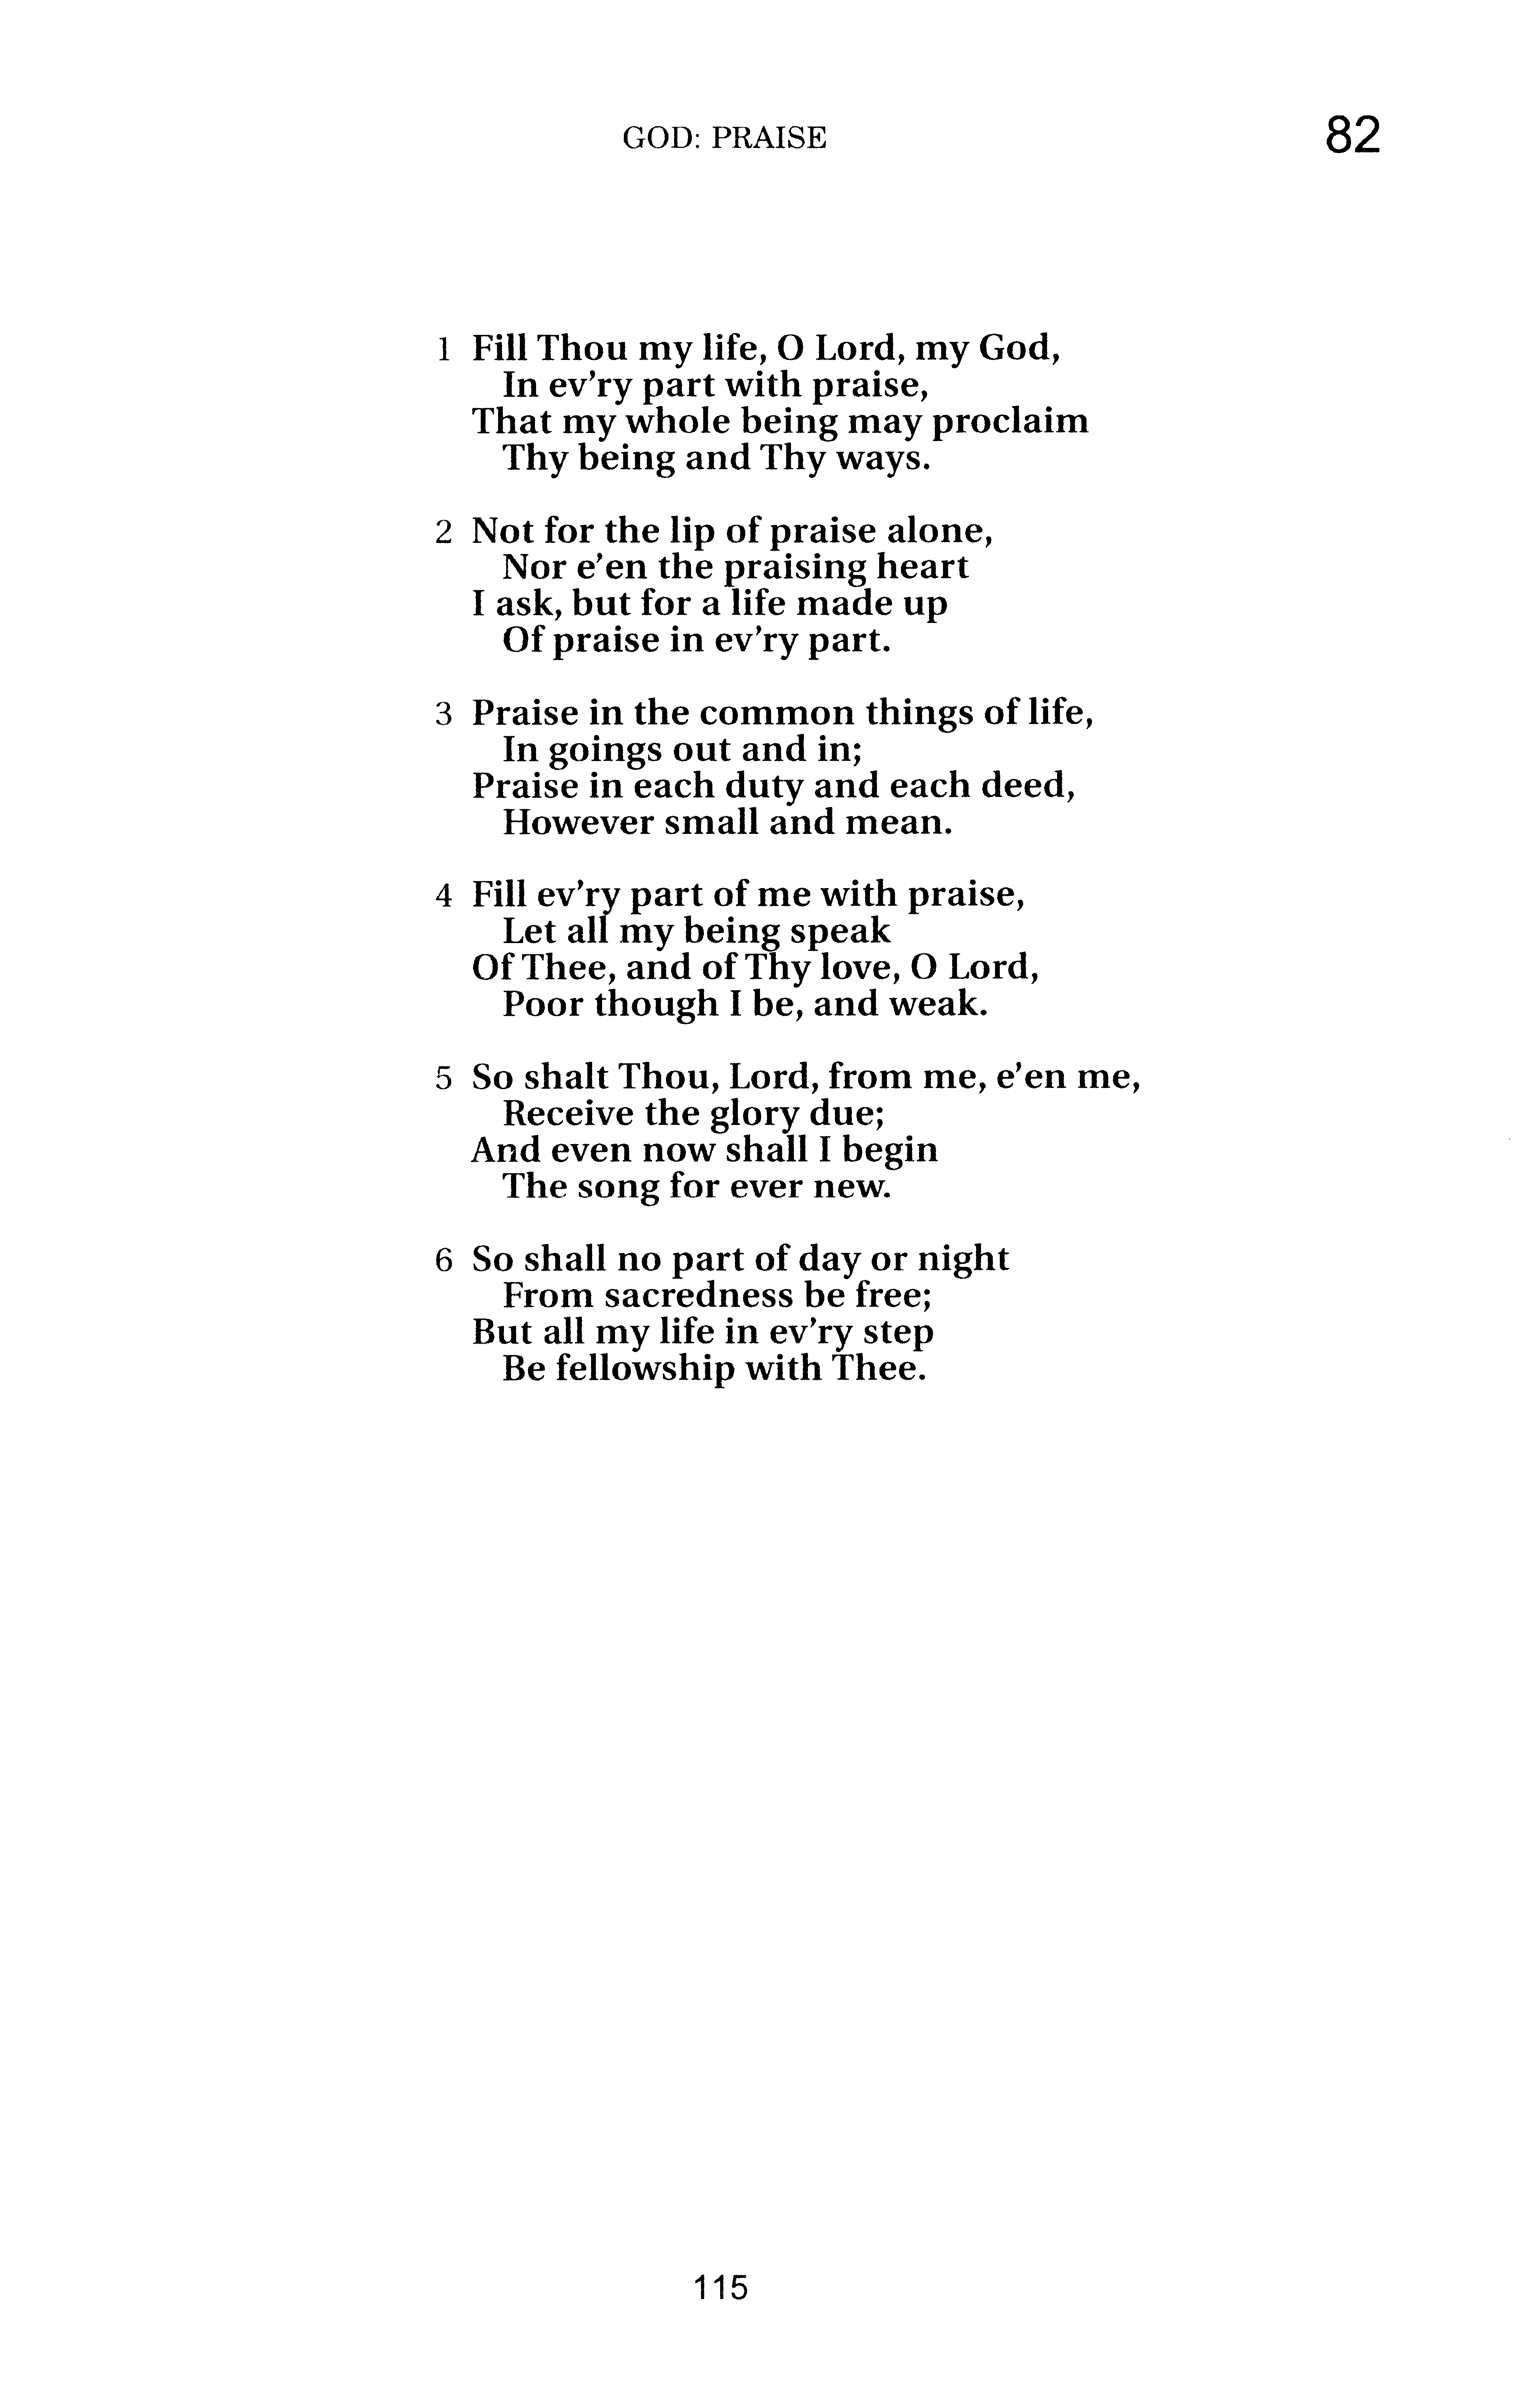 GOD: PRAISE 82
1 Fill Thou my life, O Lord, my God,
In ev'ry part with praise,
That my whole being may proclaim
Thy being and Thy ways.
2 Not for the lip of praise alone,
Nor e'en the praising heart
I ask, but for a life made up
Of praise in ev'ry part.
3 Praise in the common things of life,
In goings out and in;
Praise in each duty and each deed,
However small and mean.
4 Fill ev'ry part of me with praise,
Let all my being speak
Of Thee, and of Thy love, O Lord,
Poor though I be, and weak.
5 So shalt Thou, Lord, from me, e'en me,
Receive the glory due;
And even now shall I begin
The song for ever new.
6 So shall no part of day or night
From sacredness be free;
But all my life in ev'ry step
Be fellowship with Thee.
115